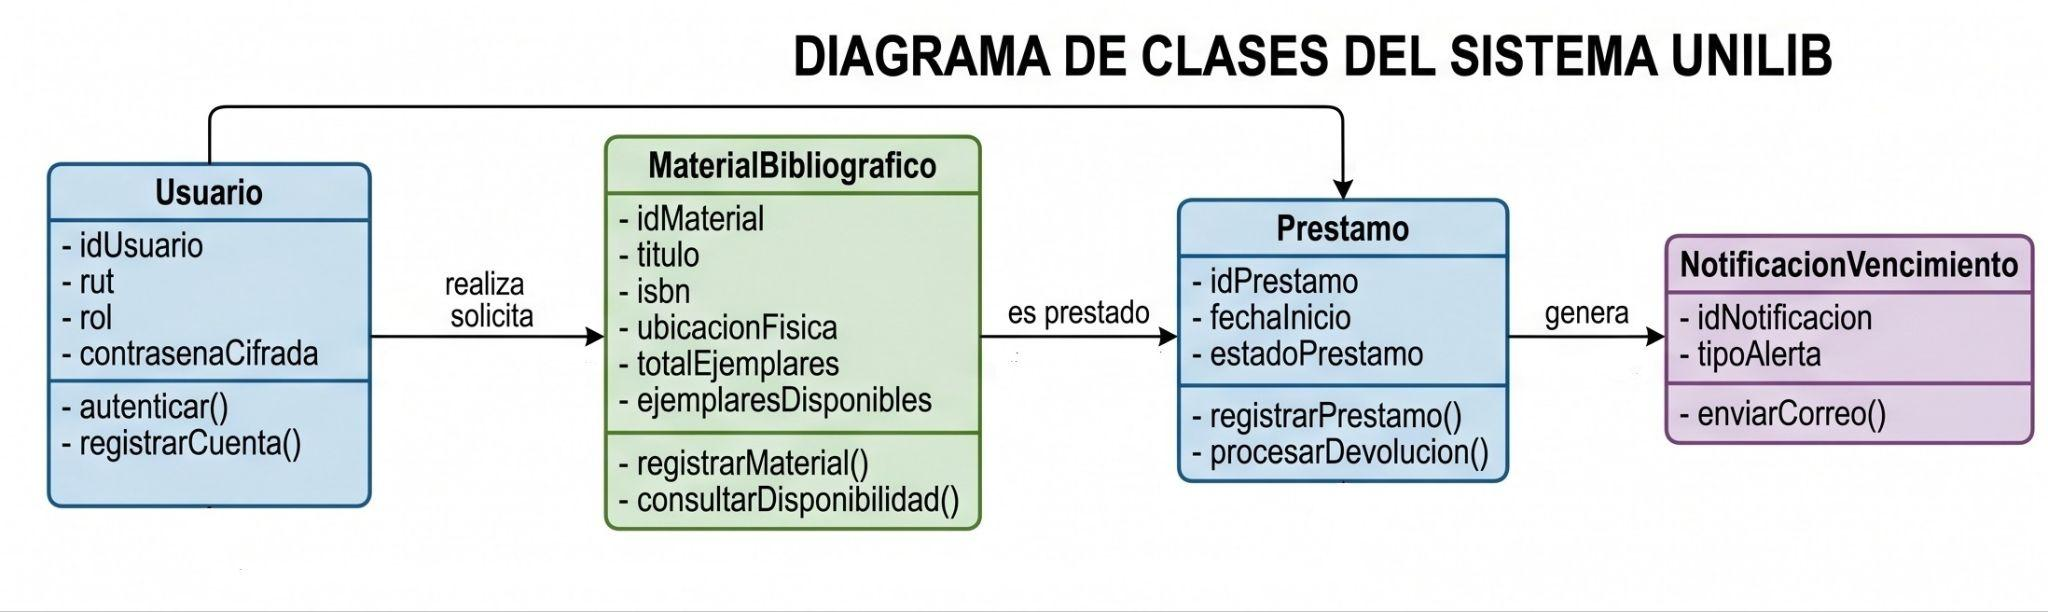 DIAGRAMA DE CLASES DEL SISTEMA UNILIB
Usuario
- idUsuario
- rut
- rol
- contrasenaCifrada
- autenticar()
- registrarCuenta()
realiza
solicita
MaterialBibliografico
- idMaterial
- titulo
- isbn
- ubicacionFisica
- totalEjemplares
- ejemplaresDisponibles
- registrarMaterial()
- consultarDisponibilidad()
es prestado
Prestamo
- idPrestamo
- fechaInicio
- estadoPrestamo
- registrarPrestamo()
- procesarDevolucion()
genera
NotificacionVencimiento
- idNotificacion
- tipoAlerta
- enviarCorreo()